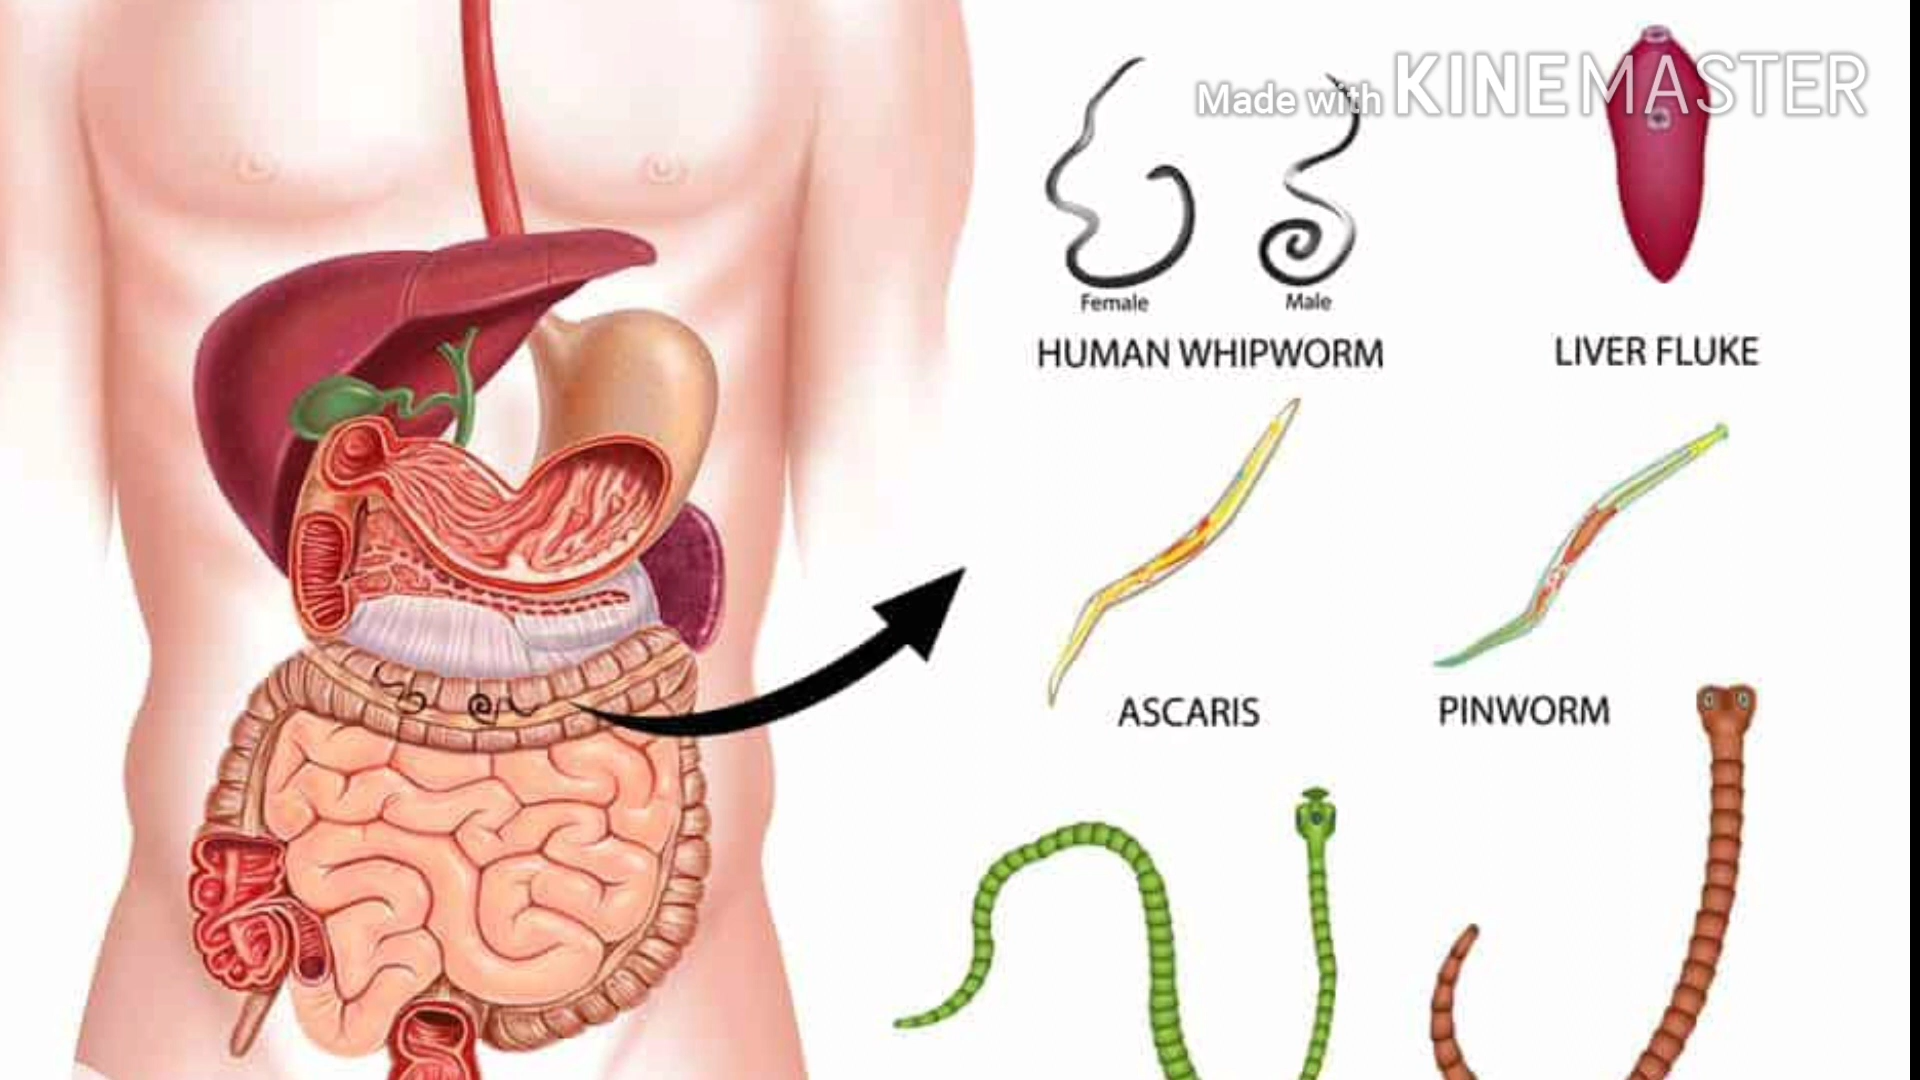 Made with KINEMASTER
Female
Male
HUMAN WHIPWORM
LIVER FLUKE
ASCARIS
PINWORM